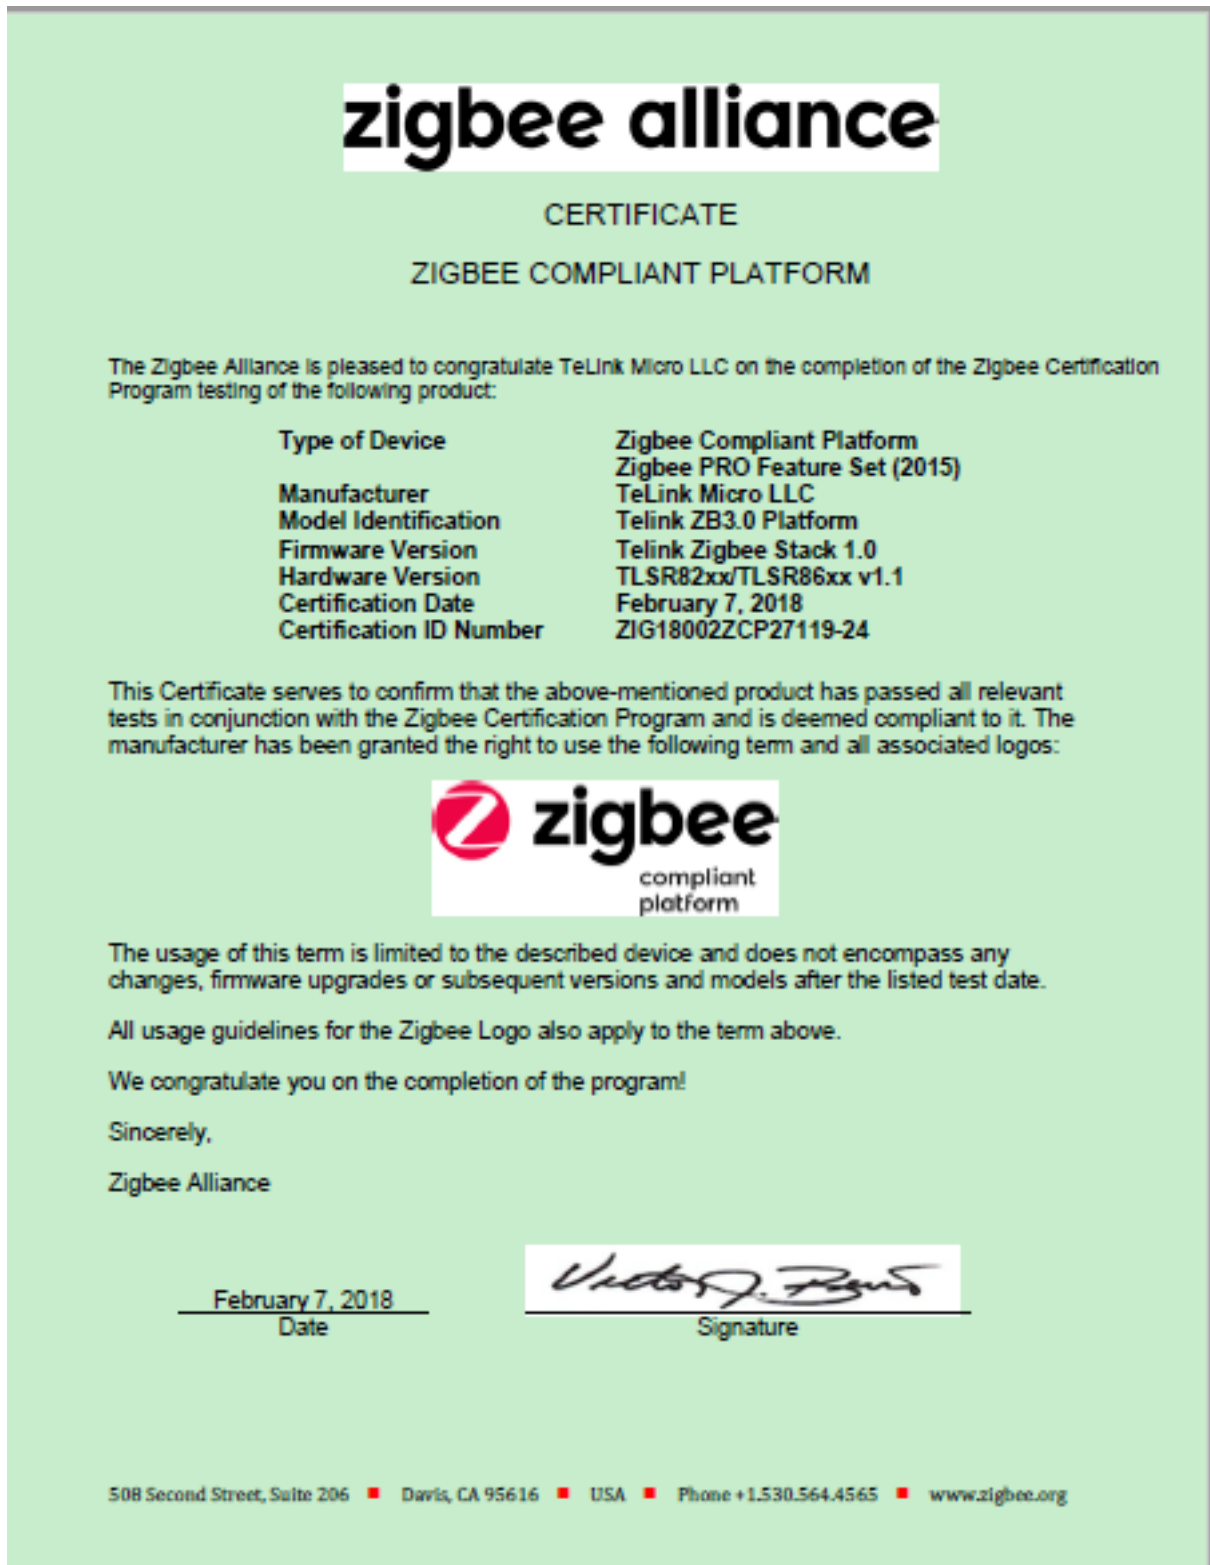 zigbee alliance
CERTIFICATE
ZIGBEE COMPLIANT PLATFORM
The Zigbee Alliance is pleased to congratulate TeLink Micro LLC on the completion of the Zigbee Certification
Program testing of the following product:
Type of Device Zigbee Compliant Platform
Zigbee PRO Feature Set (2015)
Manufacturer TeLink Micro LLC
Model Identification Telink ZB3.0 Platform
Firmware Version Telink Zigbee Stack 1.0
Hardware Version TLSR82xx/TLSR86xx v1.1
Certification Date February 7, 2018
Certification ID Number ZIG18002ZCP27119-24
This Certificate serves to confirm that the above-mentioned product has passed all relevant
tests in conjunction with the Zigbee Certification Program and is deemed compliant to it. The
manufacturer has been granted the right to use the following term and all associated logos:
zigbee
compliant
platform
The usage of this term is limited to the described device and does not encompass any
changes, firmware upgrades or subsequent versions and models after the listed test date.
All usage guidelines for the Zigbee Logo also apply to the term above.
We congratulate you on the completion of the program!
Sincerely,
Zigbee Alliance
February 7, 2018
Date Signature
508 Second Street, Suite 206 ■ Davis, CA 95616 ■ USA ■ Phone +1.530.564.4565 ■ www.zigbee.org